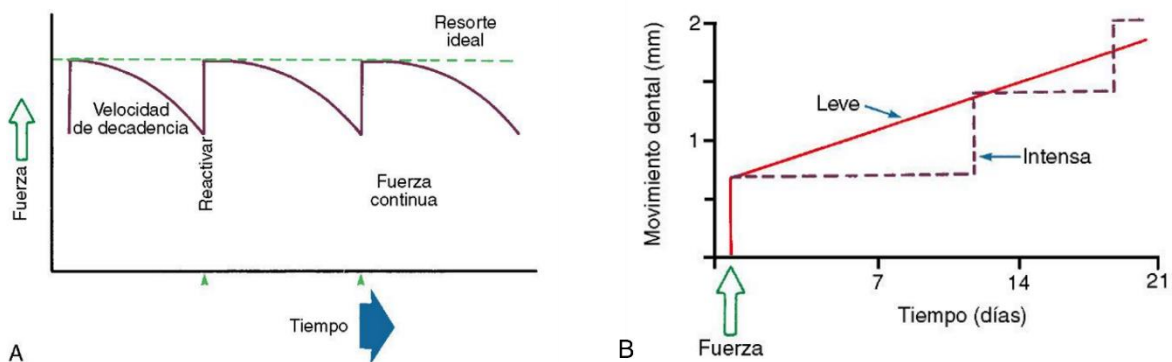 Resorte
ideal
Velocidad
de decadencia
Reactivar
Fuerza
continua
Fuerza
Tiempo
A
2
1
Movimiento dental (mm)
Leve
Intensa
7
14
21
Tiempo (días)
Fuerza
B